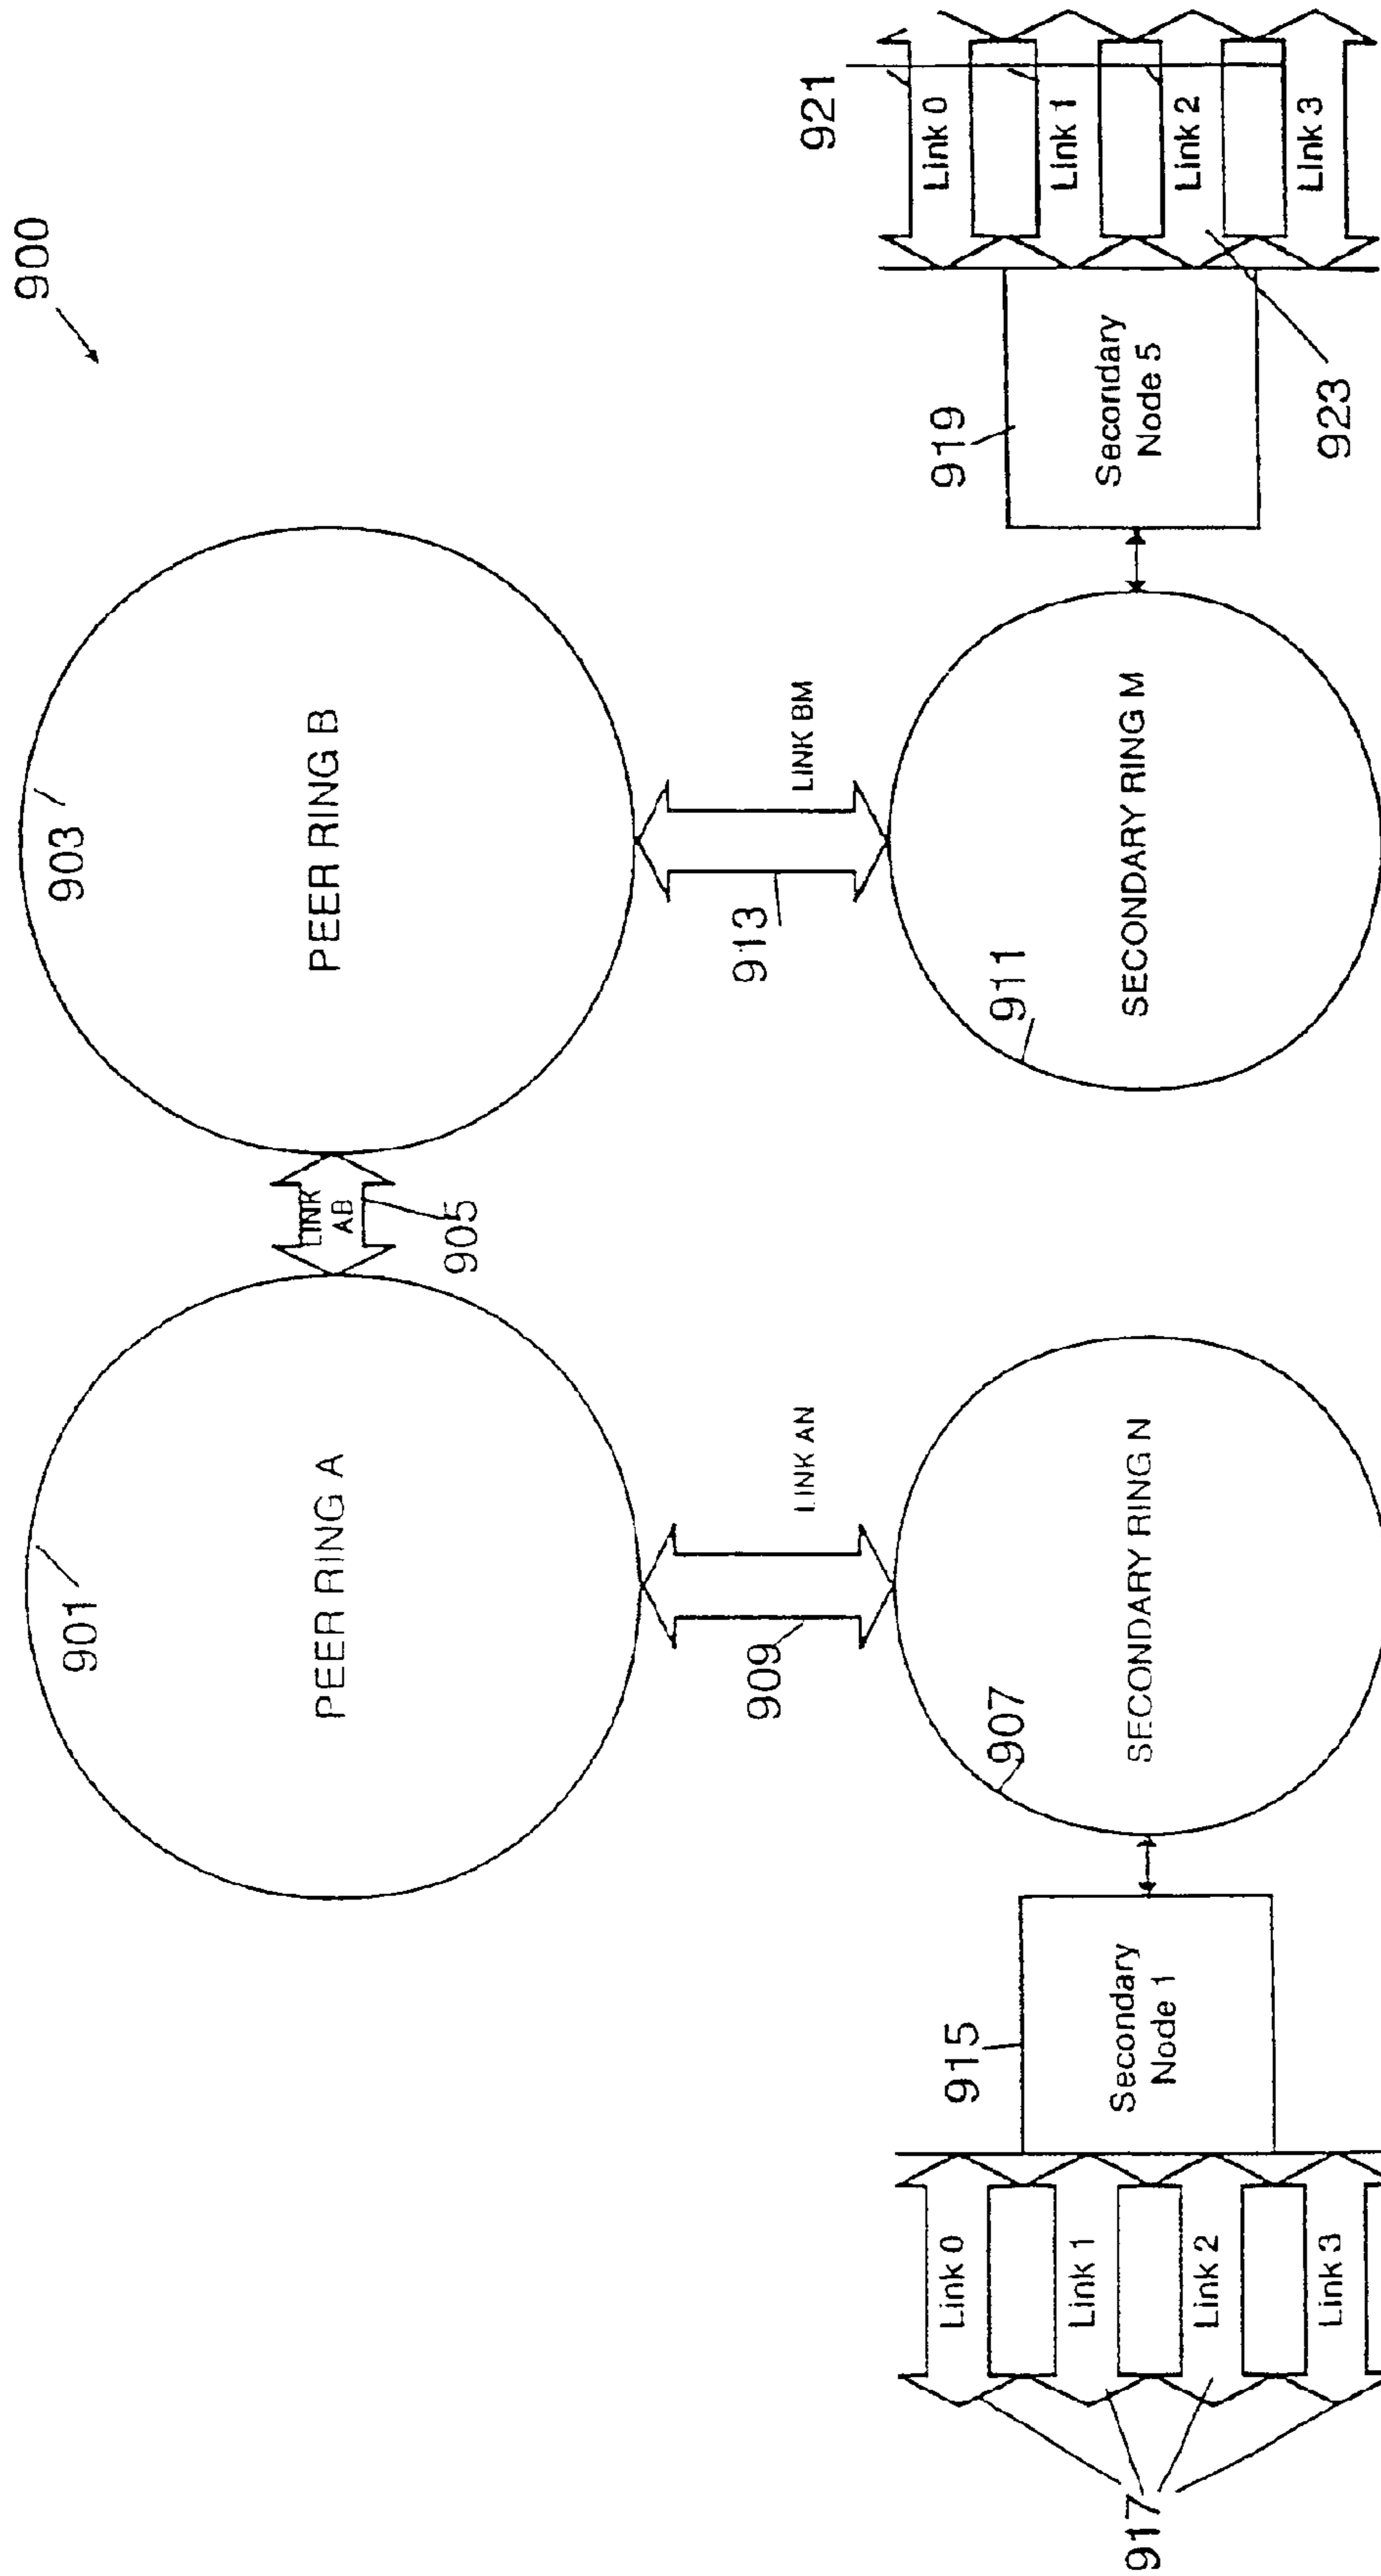 900
901
903
PEER RING A
LINK
AB
PEER RING B
905
909
LINK AN
913
LINK BM
921
915
907
911
919
Link 0
Link 1
Link 2
Link 3
Secondary
Node 1
SECONDARY RING N
SECONDARY RING M
Secondary
Node 5
Link 0
Link 1
Link 2
Link 3
917
923